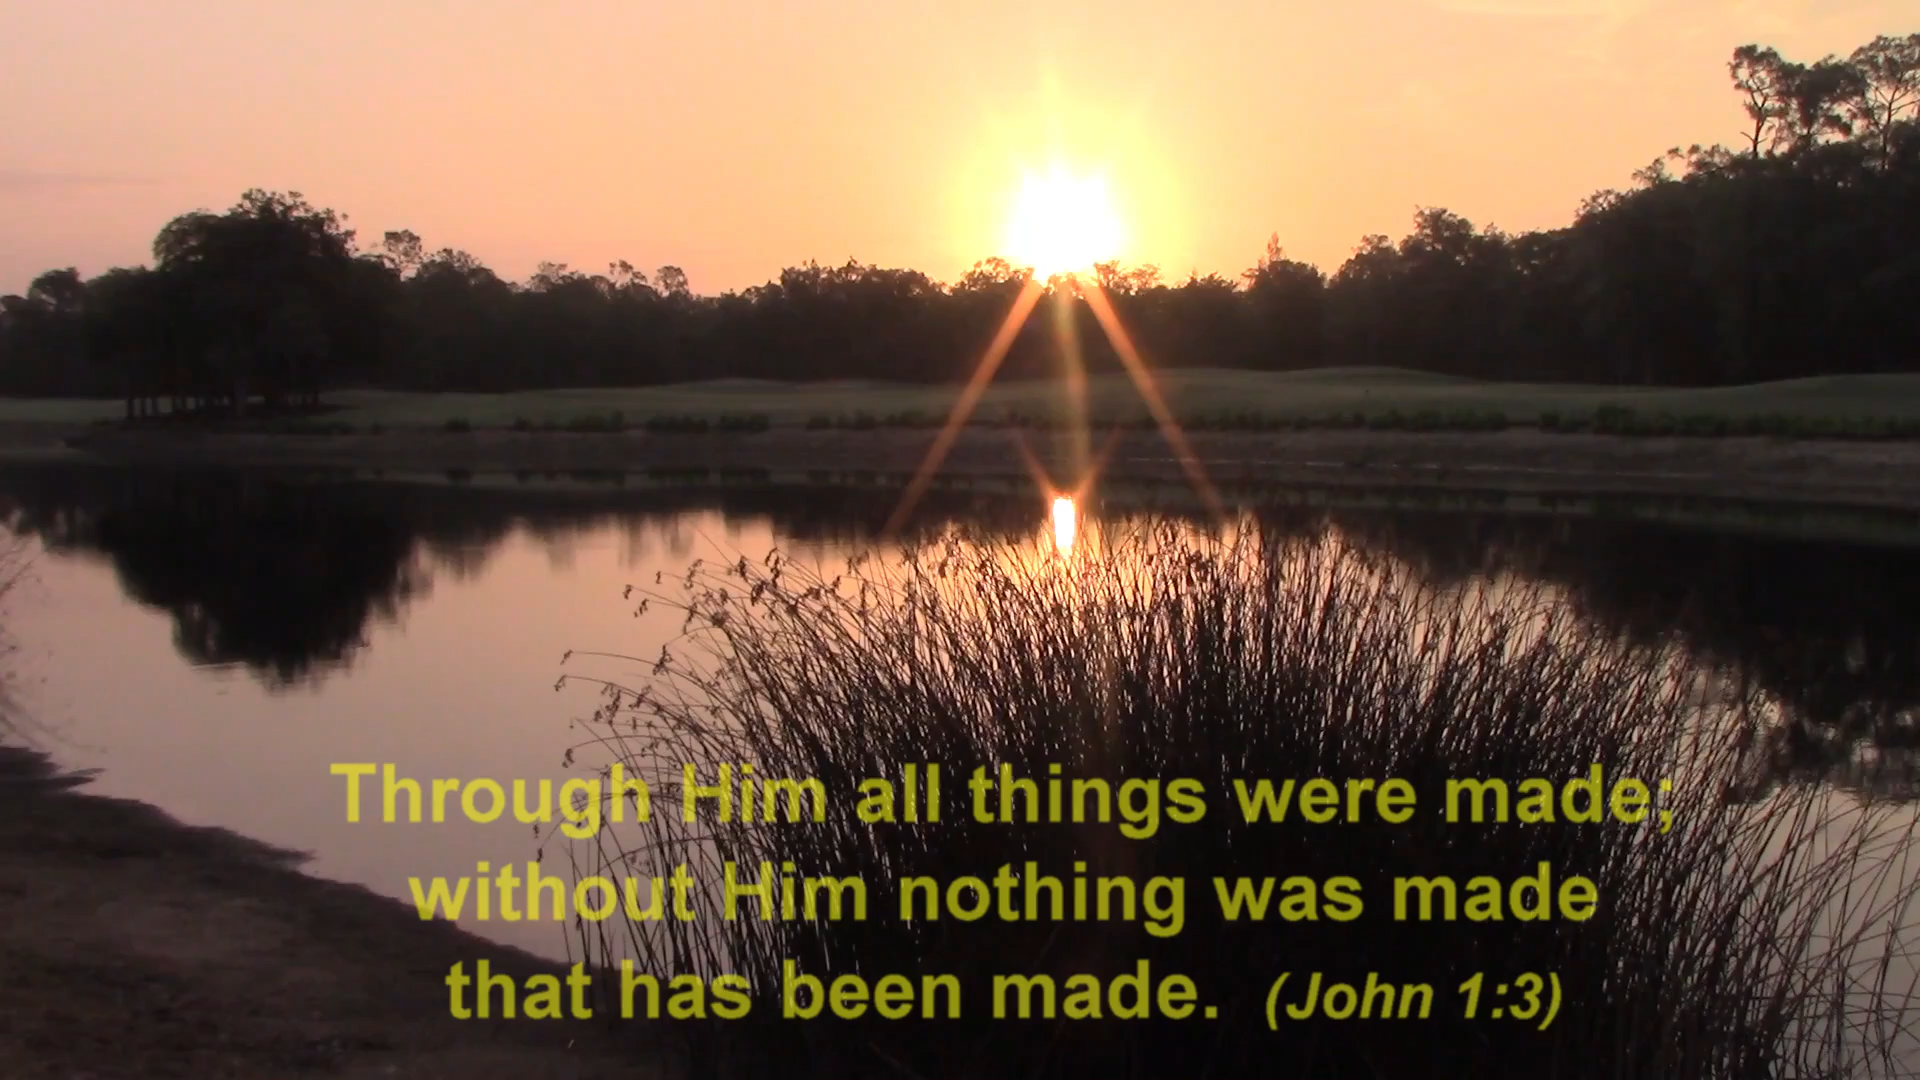 Through Him all things were made;
without Him nothing was made
that has been made. (John 1:3)